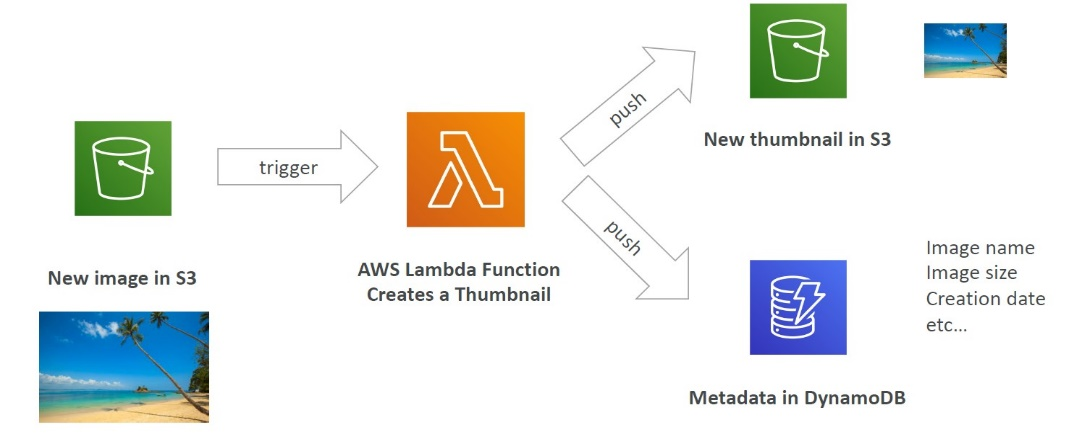 New image in S3
trigger
AWS Lambda Function
Creates a Thumbnail
push
New thumbnail in S3
push
Metadata in DynamoDB
Image name
Image size
Creation date
etc...